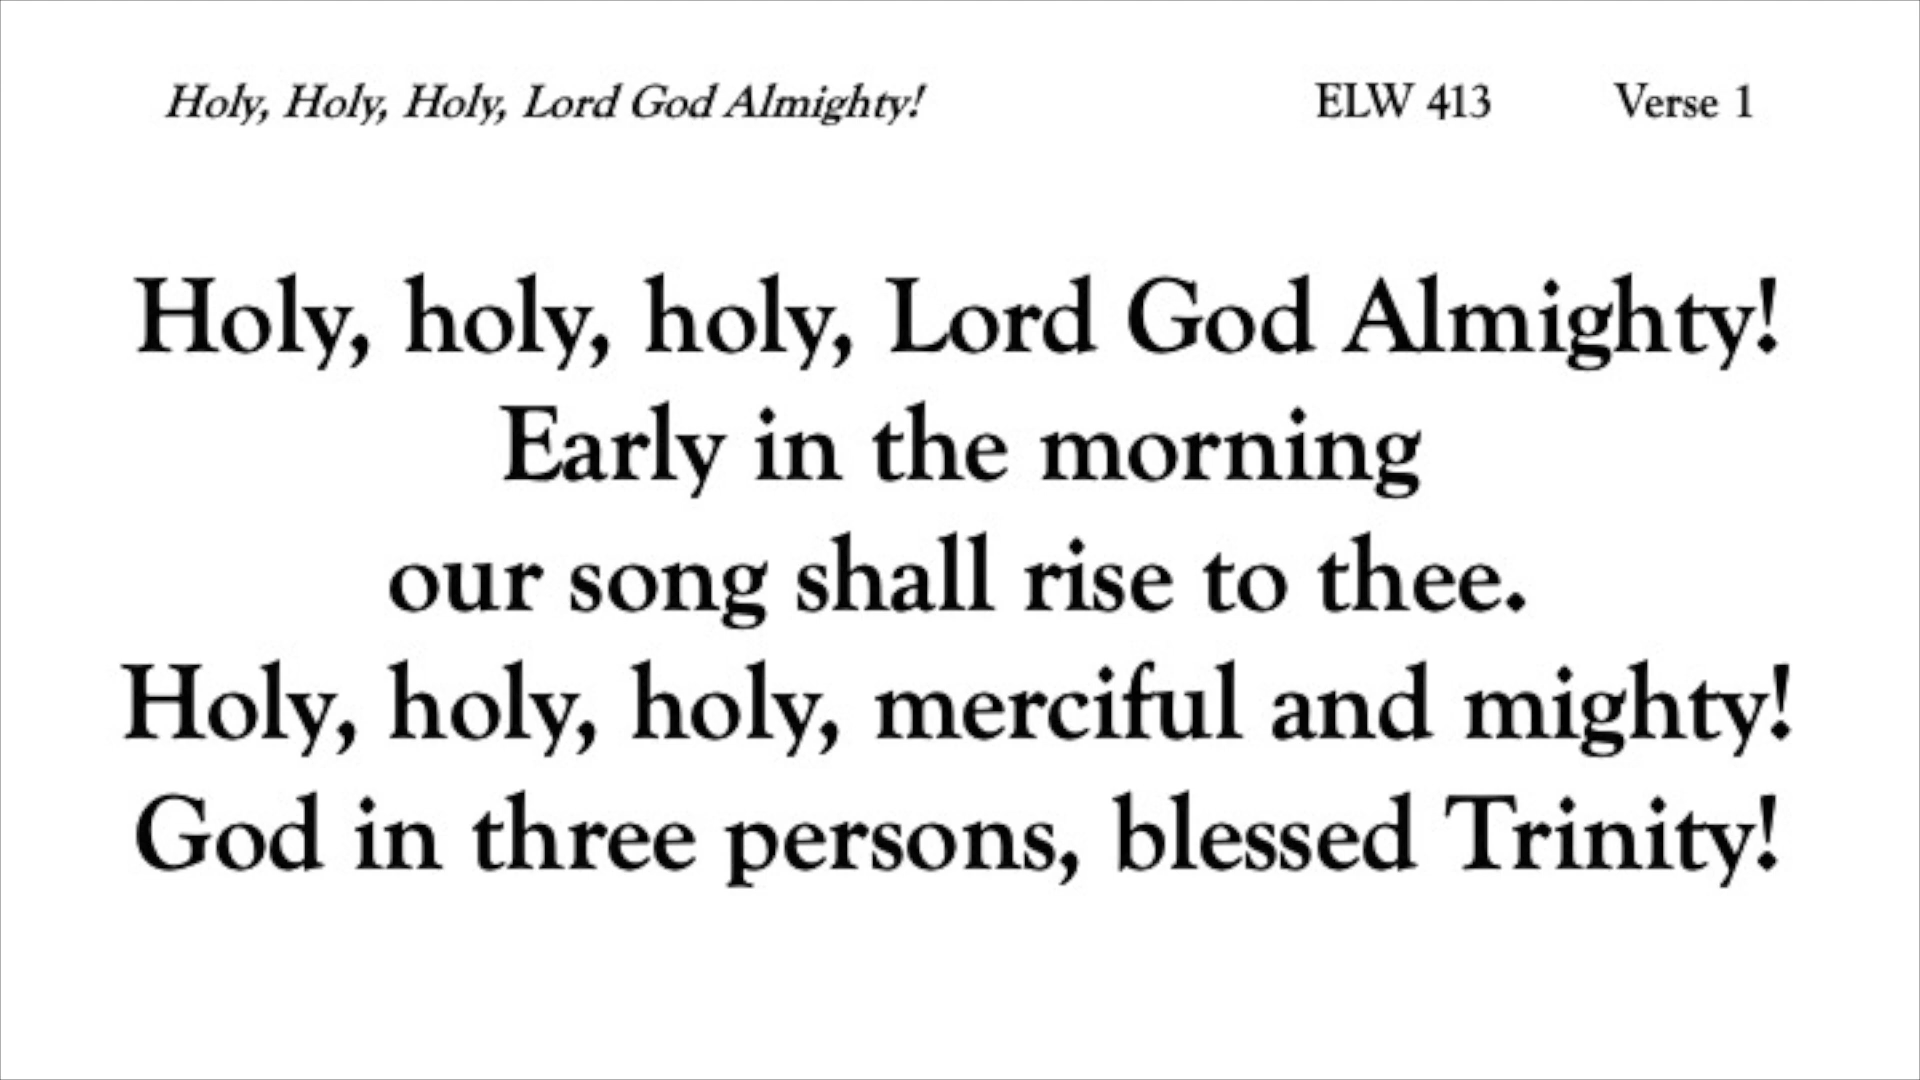 Holy, Holy, Holy, Lord God Almighty! ELW 413 Verse 1
Holy, holy, holy, Lord God Almighty!
Early in the morning
our song shall rise to thee.
Holy, holy, holy, merciful and mighty!
God in three persons, blessed Trinity!